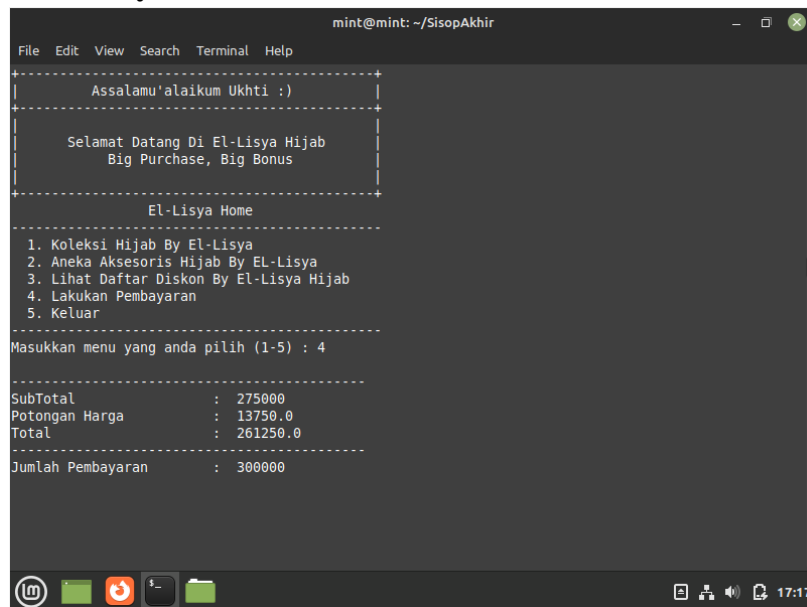 mint@mint: ~/SisopAkhir
File Edit View Search Terminal Help
+---------------------------------------------+
| Assalamu'alaikum Ukhti :) |
+---------------------------------------------+
| |
| Selamat Datang Di El-Lisya Hijab |
| Big Purchase, Big Bonus |
| |
+---------------------------------------------+
El-Lisya Home
-----------------------------------------------
1. Koleksi Hijab By El-Lisya
2. Aneka Aksesoris Hijab By EL-Lisya
3. Lihat Daftar Diskon By El-Lisya Hijab
4. Lakukan Pembayaran
5. Keluar
-----------------------------------------------
Masukkan menu yang anda pilih (1-5) : 4
---------------------------------------------
SubTotal : 275000
Potongan Harga : 13750.0
Total : 261250.0
---------------------------------------------
Jumlah Pembayaran : 300000
$_